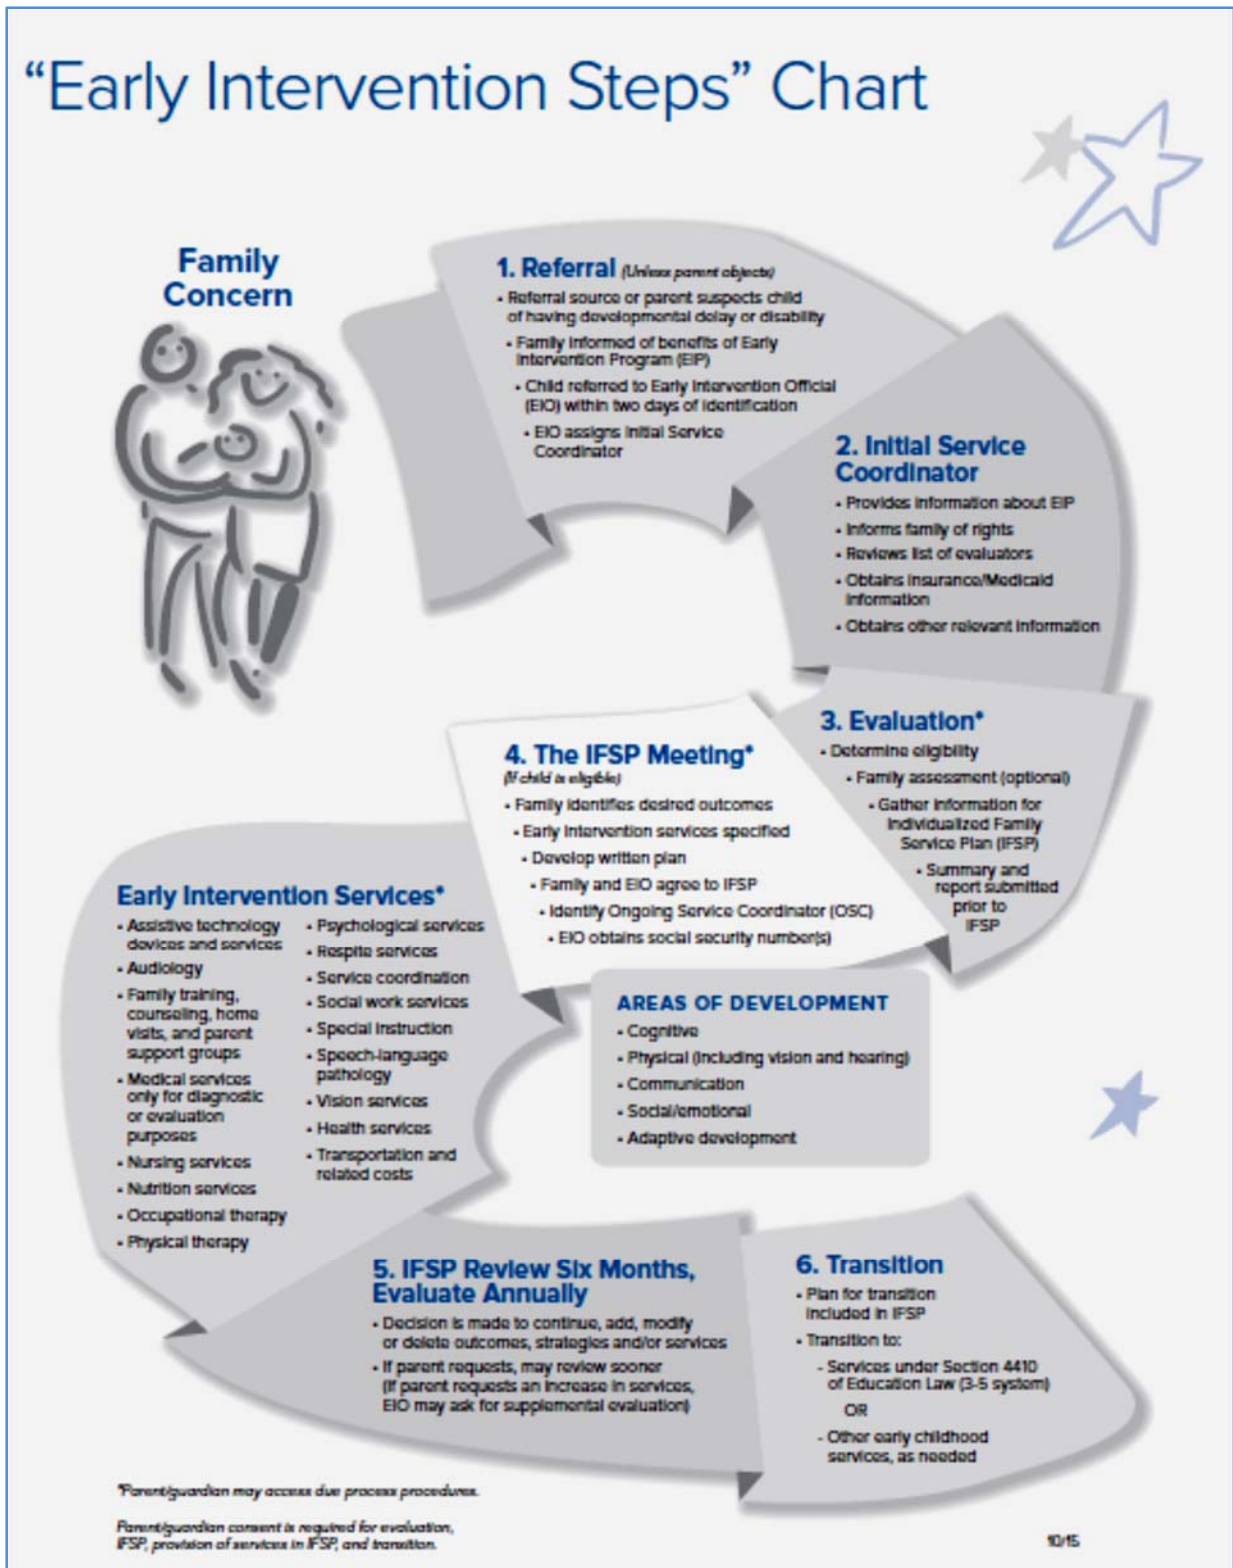 “Early Intervention Steps” Chart
Family
Concern
1. Referral (Unless parent objects)
• Referral source or parent suspects child
of having developmental delay or disability
• Family informed of benefits of Early
Intervention Program (EIP)
• Child referred to Early Intervention Official
(EIO) within two days of identification
• EIO assigns Initial Service
Coordinator
2. Initial Service
Coordinator
• Provides information about EIP
• Informs family of rights
• Reviews list of evaluators
• Obtains insurance/Medicaid
information
• Obtains other relevant information
3. Evaluation*
• Determine eligibility
• Family assessment (optional)
• Gather information for
Individualized Family
Service Plan (IFSP)
• Summary and
report submitted
prior to
IFSP
4. The IFSP Meeting*
(If child is eligible)
• Family identifies desired outcomes
• Early Intervention services specified
• Develop written plan
• Family and EIO agree to IFSP
• Identify Ongoing Service Coordinator (OSC)
• EIO obtains social security number(s)
AREAS OF DEVELOPMENT
• Cognitive
• Physical (including vision and hearing)
• Communication
• Social/emotional
• Adaptive development
Early Intervention Services*
• Assistive technology
devices and services
• Audiology
• Family training,
counseling, home
visits, and parent
support groups
• Medical services
only for diagnostic
or evaluation
purposes
• Nursing services
• Nutrition services
• Occupational therapy
• Physical therapy
• Psychological services
• Respite services
• Service coordination
• Social work services
• Special instruction
• Speech-language
pathology
• Vision services
• Health services
• Transportation and
related costs
5. IFSP Review Six Months,
Evaluate Annually
• Decision is made to continue, add, modify
or delete outcomes, strategies and/or services
• If parent requests, may review sooner
(If parent requests an increase in services,
EIO may ask for supplemental evaluation)
6. Transition
• Plan for transition
included in IFSP
• Transition to:
- Services under Section 4410
of Education Law (3-5 system)
OR
- Other early childhood
services, as needed
*Parent/guardian may access due process procedures.
Parent/guardian consent is required for evaluation,
IFSP, provision of services in IFSP, and transition.
10/15